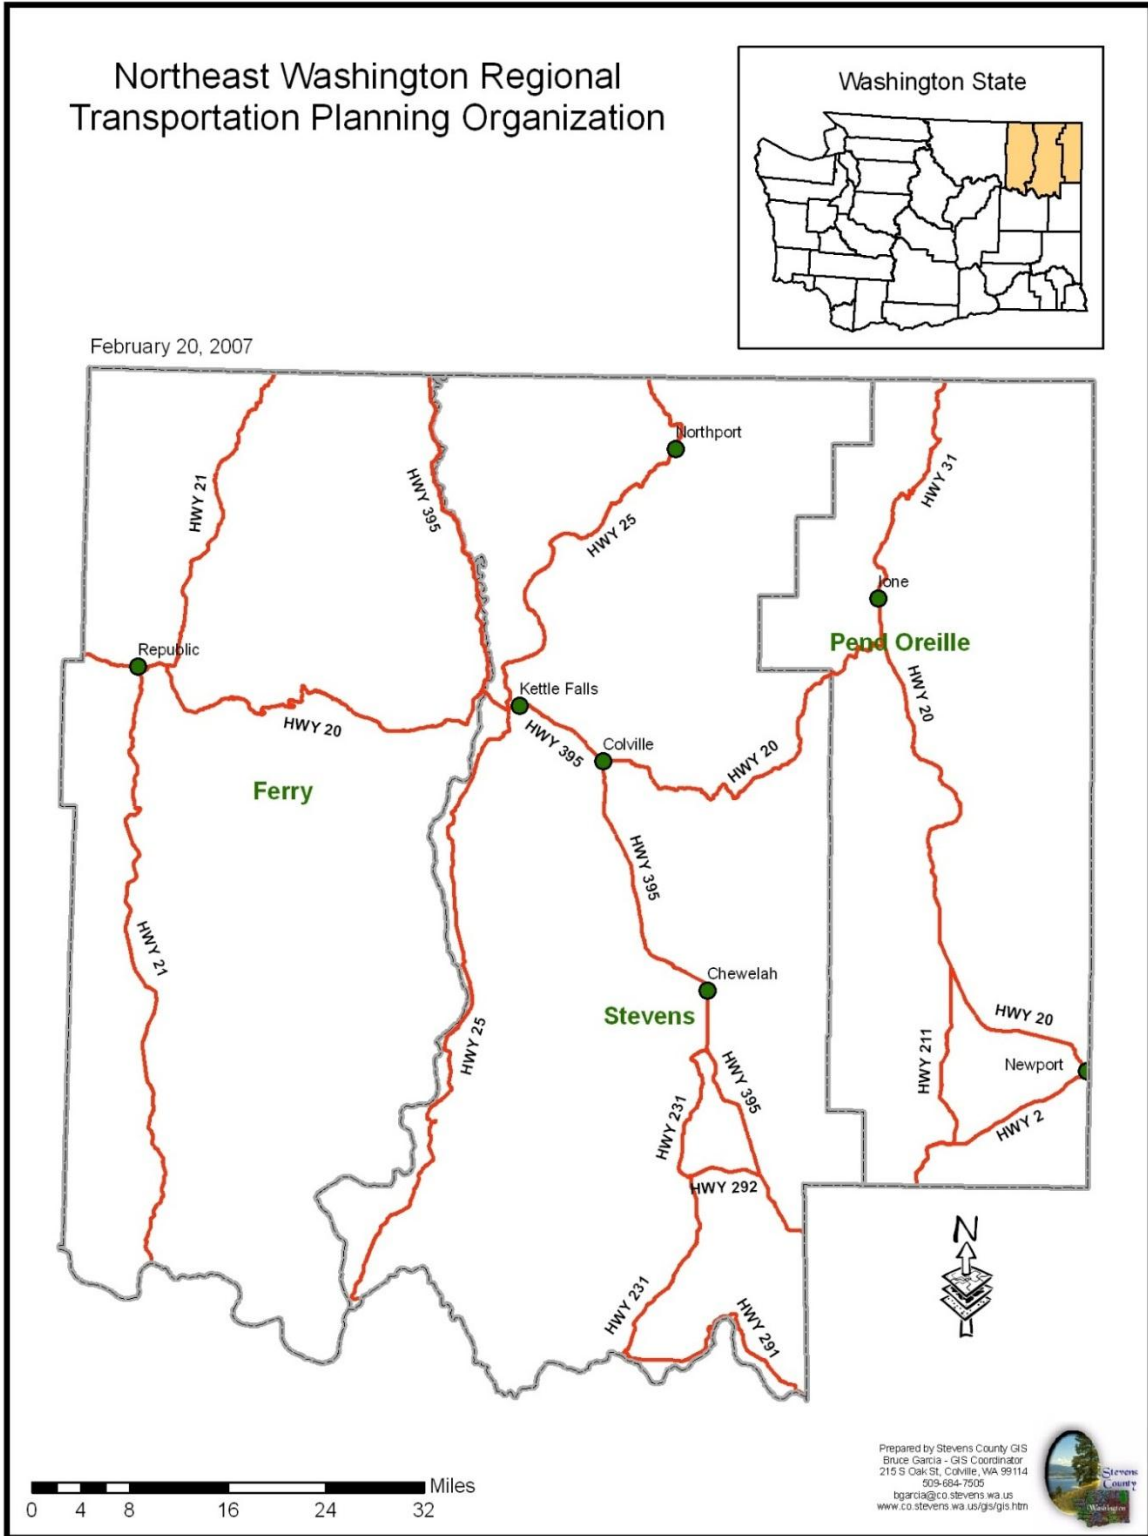 Northeast Washington Regional
Transportation Planning Organization
Washington State
February 20, 2007
Northport
HWY 21
HWY 395
HWY 25
HWY 31
Ione
Pend Oreille
Republic
Kettle Falls
HWY 20
HWY 20
HWY 395
Colville
HWY 20
Ferry
HWY 395
HWY 21
Chewelah
Stevens
HWY 25
HWY 20
HWY 211
Newport
HWY 395
HWY 231
HWY 2
HWY 292
N
HWY 231
HWY 291
Miles
0 4 8 16 24 32
Prepared by Stevens County GIS
Bruce Garcia - GIS Coordinator
215 S Oak St, Colville, WA 99114
509-684-7505
bgarcia@co.stevens.wa.us
www.co.stevens.wa.us/gis/gis.htm
Stevens
County
Washington